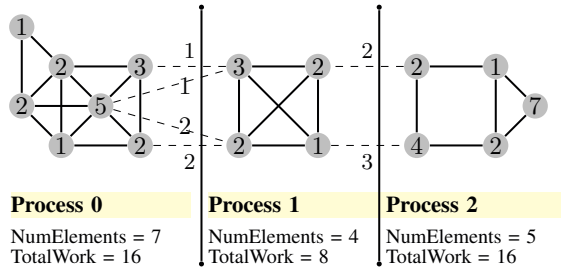 1
1
2
2
3
3
2
2
1
1
2
5
7
2
1
2
2
2
1
4
2
3
Process 0
Process 1
Process 2
NumElements = 7
NumElements = 4
NumElements = 5
TotalWork = 16
TotalWork = 8
TotalWork = 16